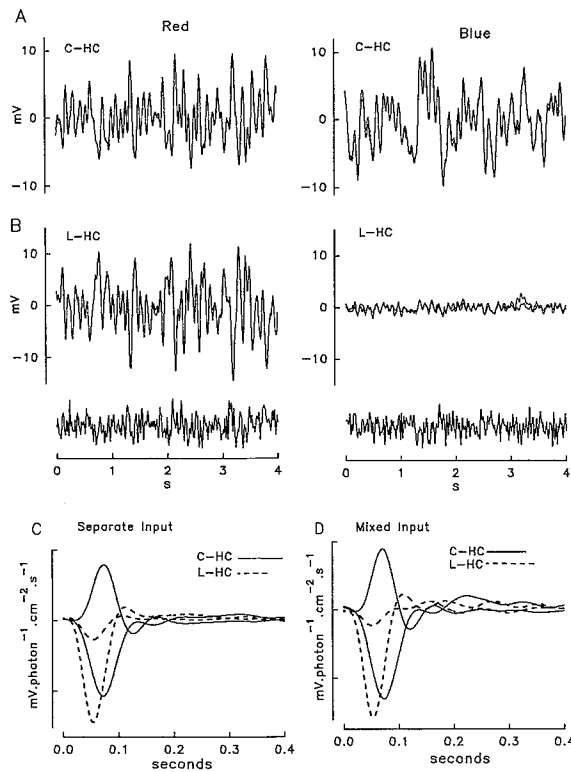 A
Red
Blue
C-HC
C-HC
10
0
-10
mV
10
0
-10
B
L-HC
L-HC
10
0
-10
mV
10
0
-10
0 1 2 3 4
s
0 1 2 3 4
s
C Separate Input
D Mixed Input
C-HC
L-HC
C-HC
L-HC
mV.photon⁻¹.cm⁻².s⁻¹
mV.photon⁻¹.cm⁻².s⁻¹
0.0 0.1 0.2 0.3 0.4
seconds
0.0 0.1 0.2 0.3 0.4
seconds